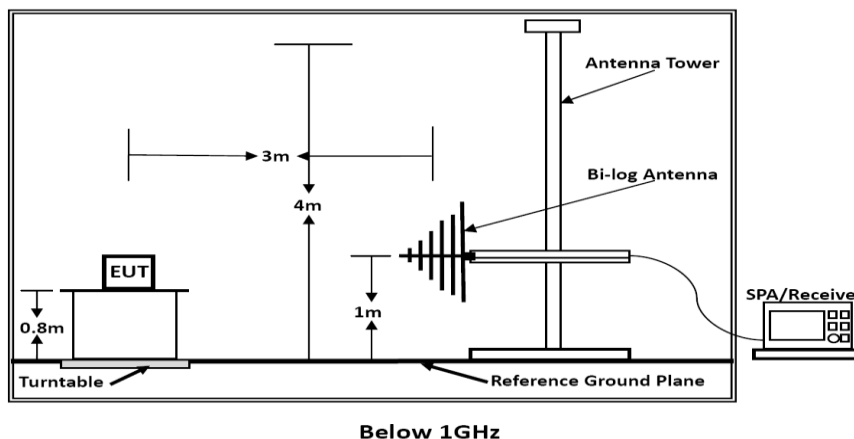 Antenna Tower
3m
Bi-log Antenna
4m
EUT
0.8m
1m
SPA/Receive
Turntable
Reference Ground Plane
Below 1GHz